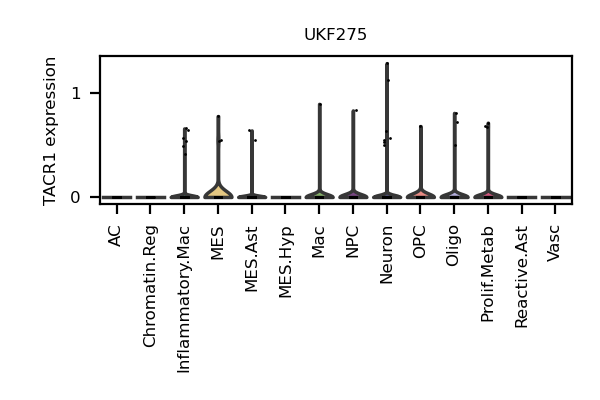 UKF275
TACR1 expression
1
0
AC
Chromatin.Reg
Inflammatory.Mac
MES
MES.Ast
MES.Hyp
Mac
NPC
Neuron
OPC
Oligo
Prolif.Metab
Reactive.Ast
Vasc